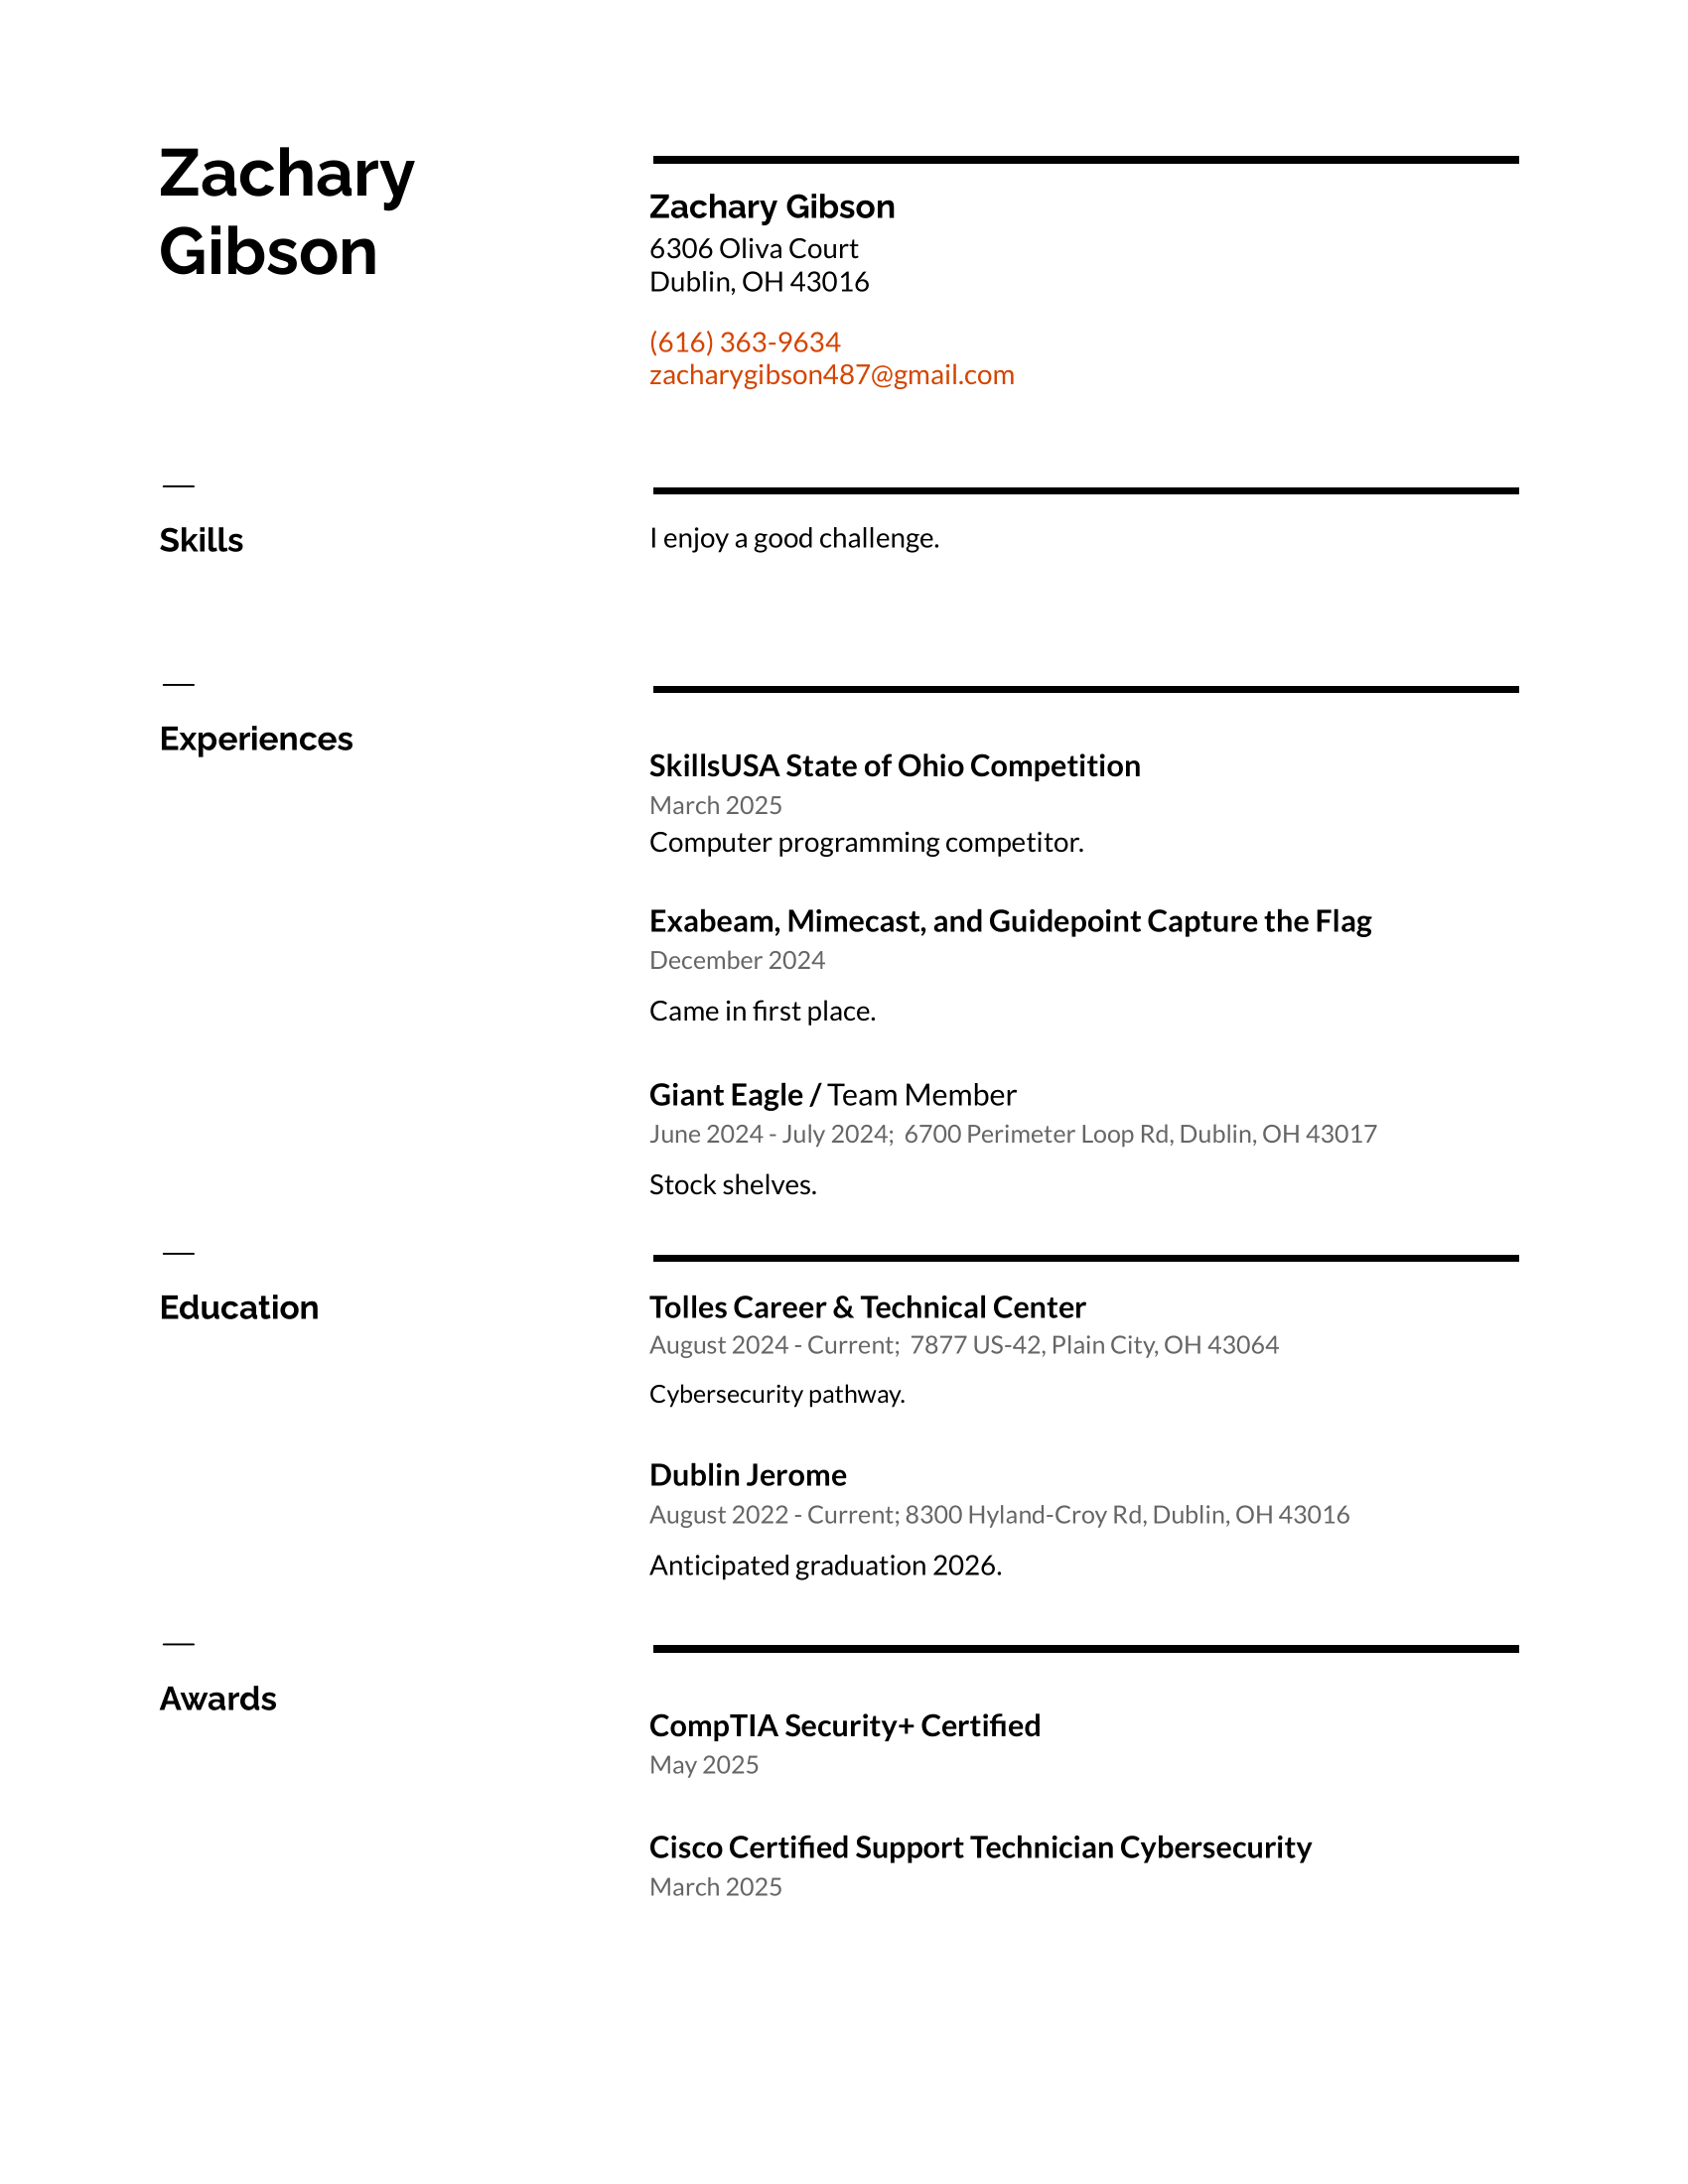 Zachary
Gibson
Zachary Gibson
6306 Oliva Court
Dublin, OH 43016
(616) 363-9634
zacharygibson487@gmail.com
Skills
I enjoy a good challenge.
Experiences
SkillsUSA State of Ohio Competition
March 2025
Computer programming competitor.
Exabeam, Mimecast, and Guidepoint Capture the Flag
December 2024
Came in first place.
Giant Eagle / Team Member
June 2024 - July 2024;  6700 Perimeter Loop Rd, Dublin, OH 43017
Stock shelves.
Education
Tolles Career & Technical Center
August 2024 - Current;  7877 US-42, Plain City, OH 43064
Cybersecurity pathway.
Dublin Jerome
August 2022 - Current; 8300 Hyland-Croy Rd, Dublin, OH 43016
Anticipated graduation 2026.
Awards
CompTIA Security+ Certified
May 2025
Cisco Certified Support Technician Cybersecurity
March 2025